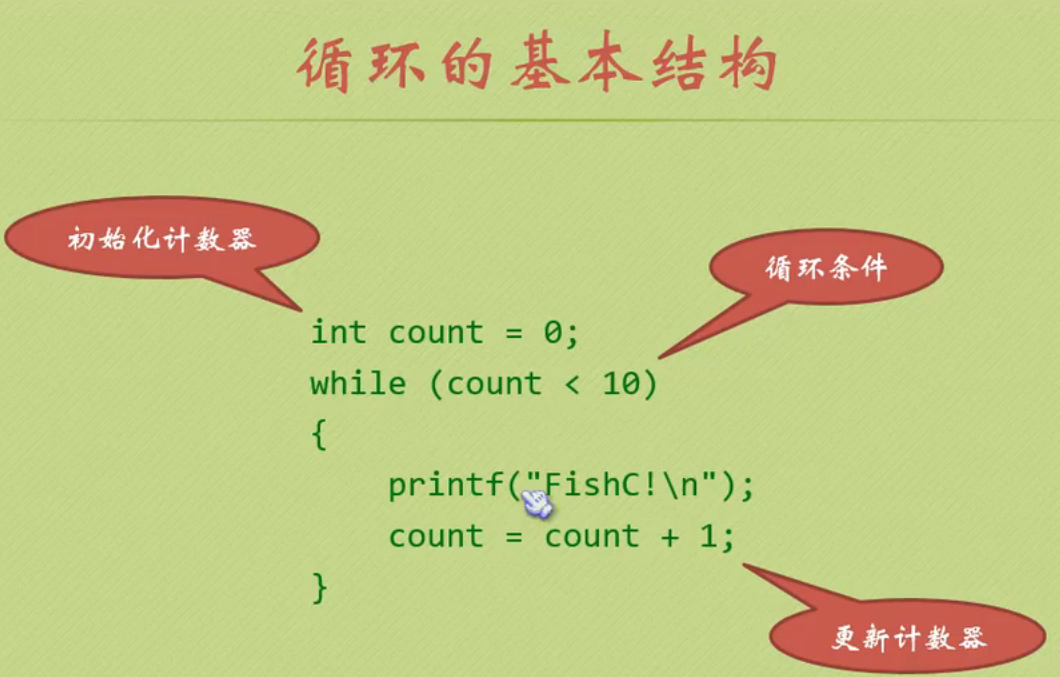 循环的基本结构
初始化计数器
循环条件
int count = 0;
while (count < 10)
{
    printf("FishC!\n");
    count = count + 1;
}
更新计数器